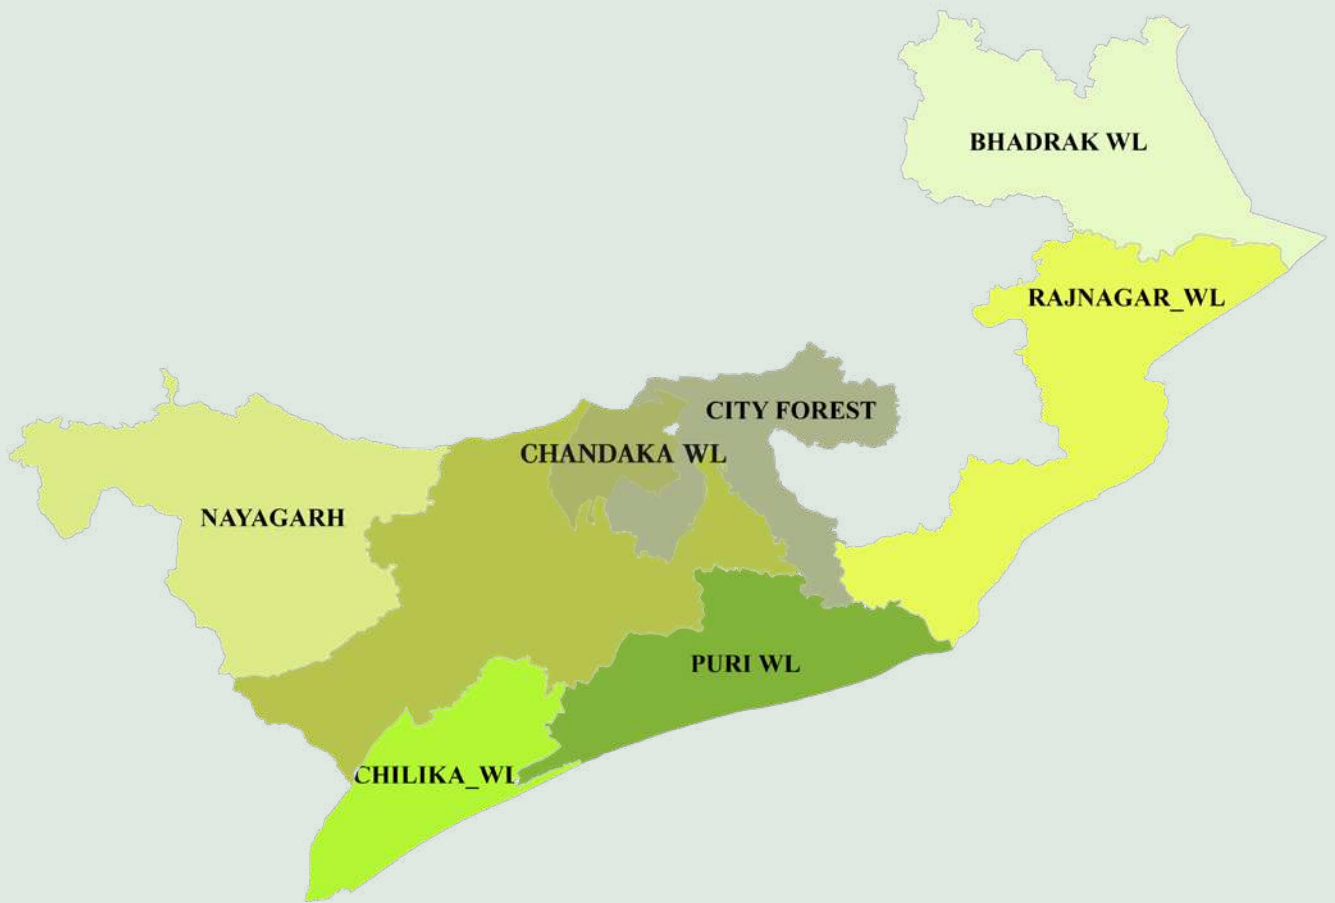 BHADRAK WL
RAJNAGAR_WL
CITY FOREST
CHANDAKA WL
NAYAGARH
PURI WL
CHILIKA_WL